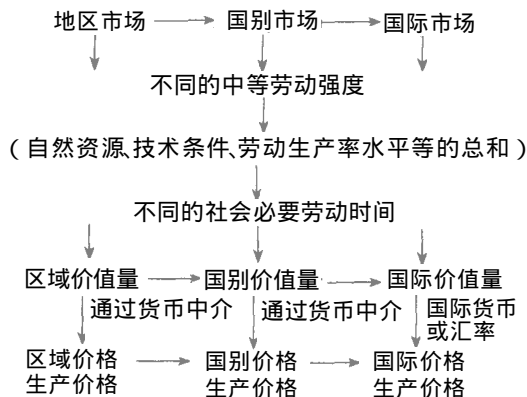 地区市场 国别市场 国际市场
不同的中等劳动强度
(自然资源、技术条件、劳动生产率水平等的总和)
不同的社会必要劳动时间
区域价值量 国别价值量 国际价值量
通过货币中介 通过货币中介 国际货币
或汇率
区域价格 国别价格 国际价格
生产价格 生产价格 生产价格